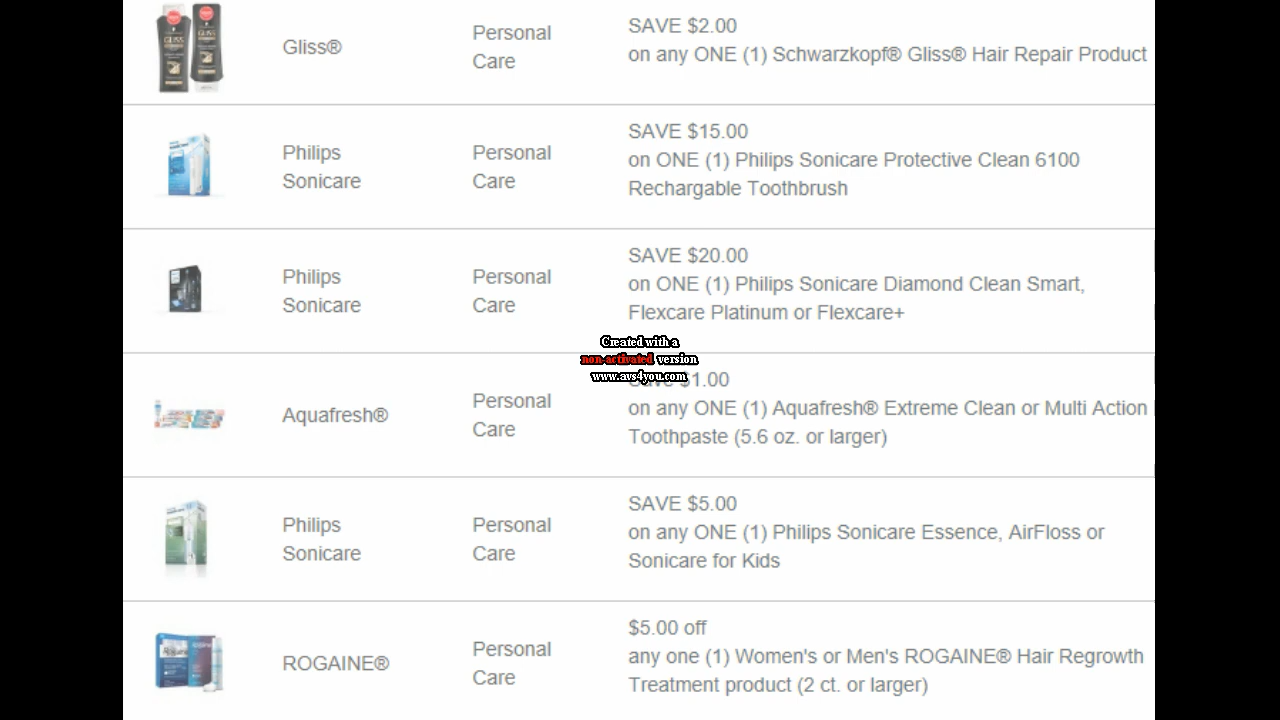 Gliss®
Personal
Care
SAVE $2.00
on any ONE (1) Schwarzkopf® Gliss® Hair Repair Product
Philips
Sonicare
Personal
Care
SAVE $15.00
on ONE (1) Philips Sonicare Protective Clean 6100
Rechargable Toothbrush
Philips
Sonicare
Personal
Care
SAVE $20.00
on ONE (1) Philips Sonicare Diamond Clean Smart,
Flexcare Platinum or Flexcare+
Created with a
non-activated version
www.avs4you.com
Aquafresh®
Personal
Care
Save $1.00
on any ONE (1) Aquafresh® Extreme Clean or Multi Action
Toothpaste (5.6 oz. or larger)
Philips
Sonicare
Personal
Care
SAVE $5.00
on any ONE (1) Philips Sonicare Essence, AirFloss or
Sonicare for Kids
ROGAINE®
Personal
Care
$5.00 off
any one (1) Women's or Men's ROGAINE® Hair Regrowth
Treatment product (2 ct. or larger)